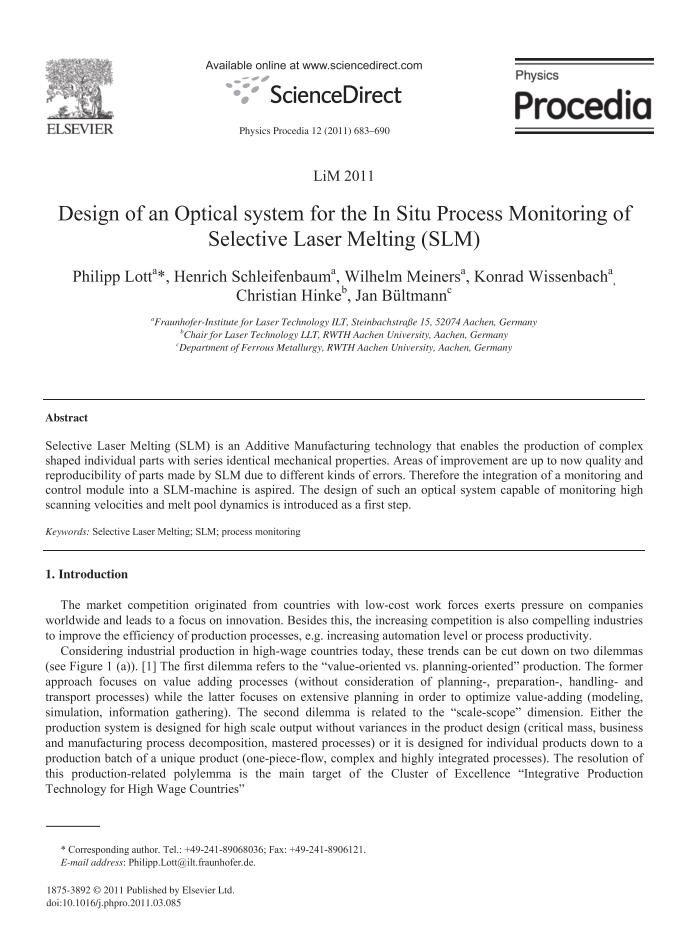 Available online at www.sciencedirect.com
ELSEVIER
ScienceDirect
Physics
Procedia
Physics Procedia 12 (2011) 683–690
LiM 2011
Design of an Optical system for the In Situ Process Monitoring of
Selective Laser Melting (SLM)
Philipp Lottᵃ*, Henrich Schleifenbaumᵃ, Wilhelm Meinersᵃ, Konrad Wissenbachᵃ,
Christian Hinkeᵇ, Jan Bültmannᶜ
ᵃFraunhofer-Institute for Laser Technology ILT, Steinbachstraße 15, 52074 Aachen, Germany
ᵇChair for Laser Technology LLT, RWTH Aachen University, Aachen, Germany
ᶜDepartment of Ferrous Metallurgy, RWTH Aachen University, Aachen, Germany
Abstract
Selective Laser Melting (SLM) is an Additive Manufacturing technology that enables the production of complex
shaped individual parts with series identical mechanical properties. Areas of improvement are up to now quality and
reproducibility of parts made by SLM due to different kinds of errors. Therefore the integration of a monitoring and
control module into a SLM-machine is aspired. The design of such an optical system capable of monitoring high
scanning velocities and melt pool dynamics is introduced as a first step.
Keywords: Selective Laser Melting; SLM; process monitoring
1. Introduction
The market competition originated from countries with low-cost work forces exerts pressure on companies
worldwide and leads to a focus on innovation. Besides this, the increasing competition is also compelling industries
to improve the efficiency of production processes, e.g. increasing automation level or process productivity.
Considering industrial production in high-wage countries today, these trends can be cut down on two dilemmas
(see Figure 1 (a)). [1] The first dilemma refers to the “value-oriented vs. planning-oriented” production. The former
approach focuses on value adding processes (without consideration of planning-, preparation-, handling- and
transport processes) while the latter focuses on extensive planning in order to optimize value-adding (modeling,
simulation, information gathering). The second dilemma is related to the “scale-scope” dimension. Either the
production system is designed for high scale output without variances in the product design (critical mass, business
and manufacturing process decomposition, mastered processes) or it is designed for individual products down to a
production batch of a unique product (one-piece-flow, complex and highly integrated processes). The resolution of
this production-related polylemma is the main target of the Cluster of Excellence “Integrative Production
Technology for High Wage Countries”
* Corresponding author. Tel.: +49-241-89068036; Fax: +49-241-8906121.
E-mail address: Philipp.Lott@ilt.fraunhofer.de.
1875-3892 © 2011 Published by Elsevier Ltd.
doi:10.1016/j.phpro.2011.03.085